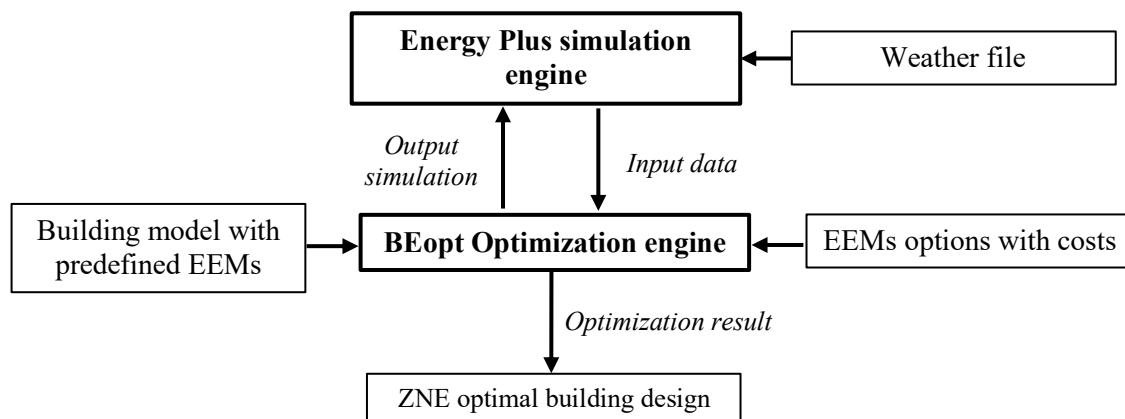 Energy Plus simulation
engine
Weather file
Output
simulation
Input data
Building model with
predefined EEMs
BEopt Optimization engine
EEMs options with costs
Optimization result
ZNE optimal building design